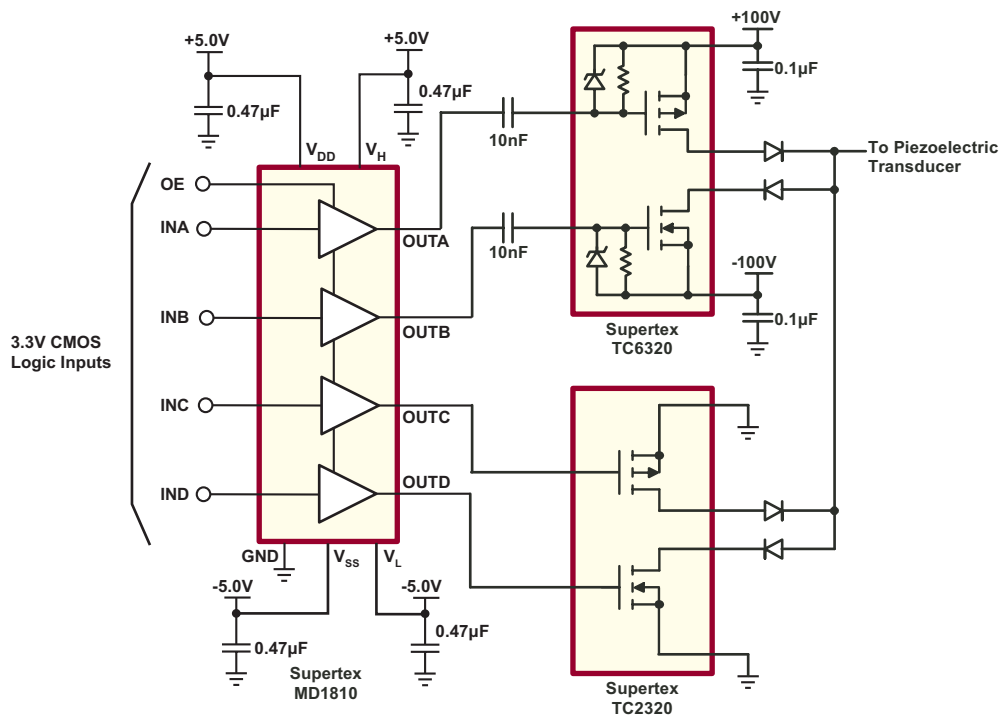 +5.0V
+5.0V
+100V
0.47µF
0.47µF
0.1µF
10nF
To Piezoelectric
Transducer
VDD
VH
OE
INA
OUTA
10nF
-100V
INB
OUTB
0.1µF
Supertex
TC6320
3.3V CMOS
Logic Inputs
INC
OUTC
IND
OUTD
GND
VSS
VL
-5.0V
-5.0V
0.47µF
0.47µF
Supertex
MD1810
Supertex
TC2320